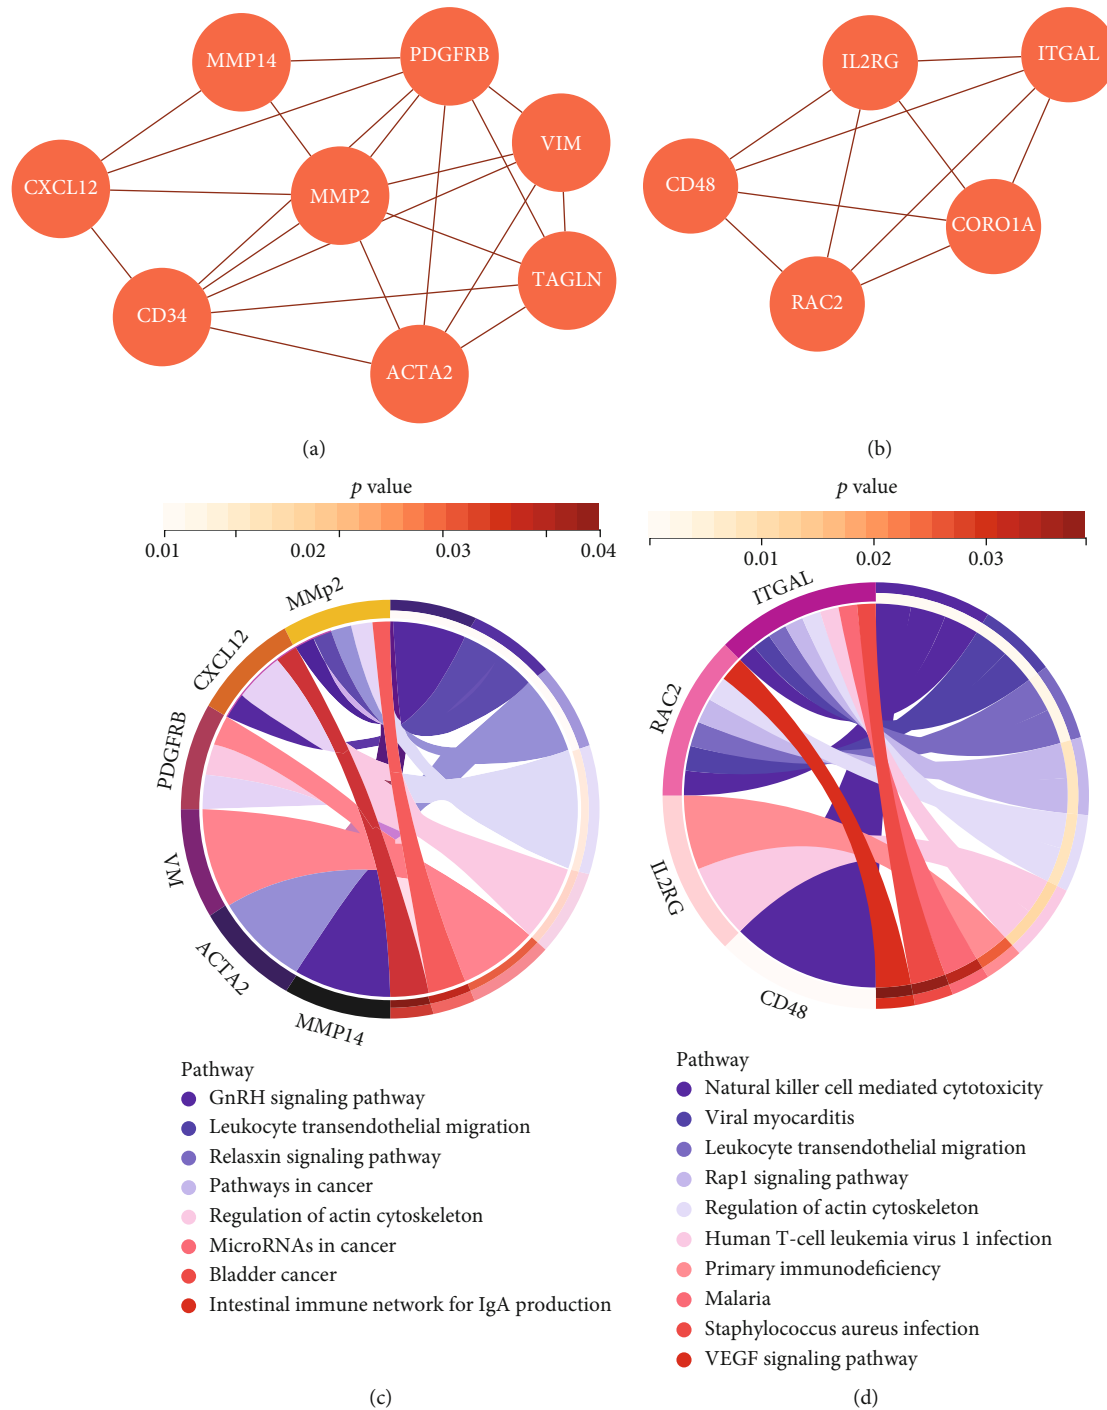 MMP14
PDGFRB
VIM
CXCL12
MMP2
TAGLN
CD34
ACTA2
(a)
IL2RG
ITGAL
CD48
CORO1A
RAC2
(b)
p value
0.01
0.02
0.03
0.04
MMp2
CXCL12
PDGFRB
VIM
ACTA2
MMP14
Pathway
GnRH signaling pathway
Leukocyte transendothelial migration
Relasxin signaling pathway
Pathways in cancer
Regulation of actin cytoskeleton
MicroRNAs in cancer
Bladder cancer
Intestinal immune network for IgA production
(c)
p value
0.01
0.02
0.03
ITGAL
RAC2
IL2RG
CD48
Pathway
Natural killer cell mediated cytotoxicity
Viral myocarditis
Leukocyte transendothelial migration
Rap1 signaling pathway
Regulation of actin cytoskeleton
Human T-cell leukemia virus 1 infection
Primary immunodeficiency
Malaria
Staphylococcus aureus infection
VEGF signaling pathway
(d)